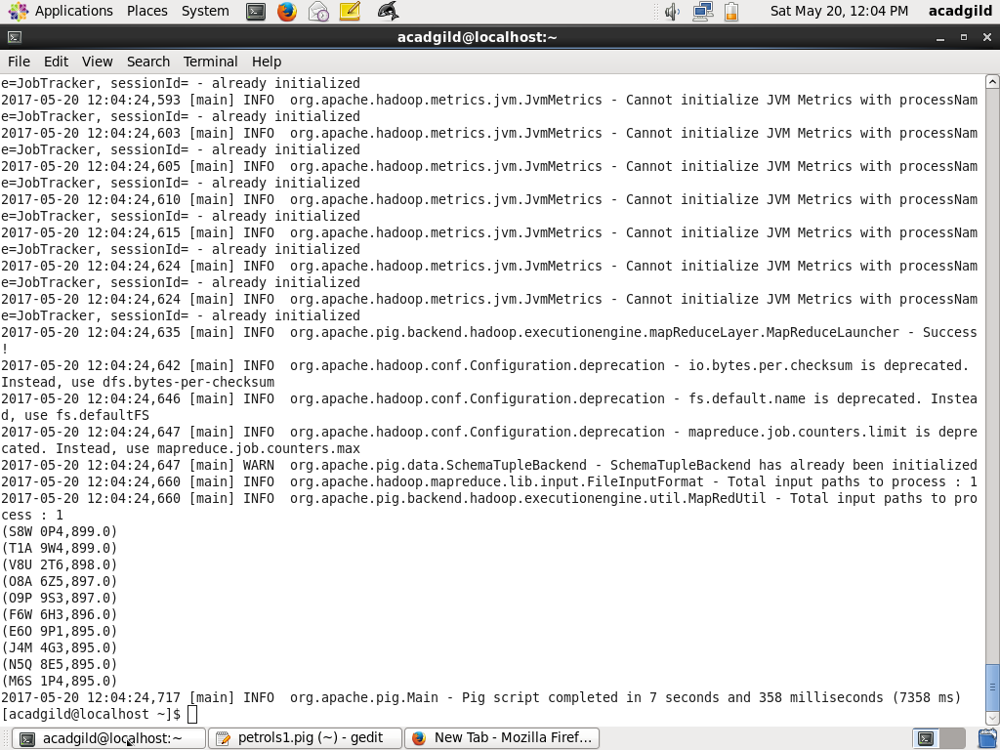 Applications Places System Sat May 20, 12:04 PM acadgild
acadgild@localhost:~
File Edit View Search Terminal Help
e=JobTracker, sessionId= - already initialized
2017-05-20 12:04:24,593 [main] INFO  org.apache.hadoop.metrics.jvm.JvmMetrics - Cannot initialize JVM Metrics with processNam
e=JobTracker, sessionId= - already initialized
2017-05-20 12:04:24,603 [main] INFO  org.apache.hadoop.metrics.jvm.JvmMetrics - Cannot initialize JVM Metrics with processNam
e=JobTracker, sessionId= - already initialized
2017-05-20 12:04:24,605 [main] INFO  org.apache.hadoop.metrics.jvm.JvmMetrics - Cannot initialize JVM Metrics with processNam
e=JobTracker, sessionId= - already initialized
2017-05-20 12:04:24,610 [main] INFO  org.apache.hadoop.metrics.jvm.JvmMetrics - Cannot initialize JVM Metrics with processNam
e=JobTracker, sessionId= - already initialized
2017-05-20 12:04:24,615 [main] INFO  org.apache.hadoop.metrics.jvm.JvmMetrics - Cannot initialize JVM Metrics with processNam
e=JobTracker, sessionId= - already initialized
2017-05-20 12:04:24,624 [main] INFO  org.apache.hadoop.metrics.jvm.JvmMetrics - Cannot initialize JVM Metrics with processNam
e=JobTracker, sessionId= - already initialized
2017-05-20 12:04:24,624 [main] INFO  org.apache.hadoop.metrics.jvm.JvmMetrics - Cannot initialize JVM Metrics with processNam
e=JobTracker, sessionId= - already initialized
2017-05-20 12:04:24,635 [main] INFO  org.apache.pig.backend.hadoop.executionengine.mapReduceLayer.MapReduceLauncher - Success
!
2017-05-20 12:04:24,642 [main] INFO  org.apache.hadoop.conf.Configuration.deprecation - io.bytes.per.checksum is deprecated.
Instead, use dfs.bytes-per-checksum
2017-05-20 12:04:24,646 [main] INFO  org.apache.hadoop.conf.Configuration.deprecation - fs.default.name is deprecated. Instea
d, use fs.defaultFS
2017-05-20 12:04:24,647 [main] INFO  org.apache.hadoop.conf.Configuration.deprecation - mapreduce.job.counters.limit is depre
cated. Instead, use mapreduce.job.counters.max
2017-05-20 12:04:24,647 [main] WARN  org.apache.pig.data.SchemaTupleBackend - SchemaTupleBackend has already been initialized
2017-05-20 12:04:24,660 [main] INFO  org.apache.hadoop.mapreduce.lib.input.FileInputFormat - Total input paths to process : 1
2017-05-20 12:04:24,660 [main] INFO  org.apache.pig.backend.hadoop.executionengine.util.MapRedUtil - Total input paths to pro
cess : 1
(S8W 0P4,899.0)
(T1A 9W4,899.0)
(V8U 2T6,898.0)
(O8A 6Z5,897.0)
(O9P 9S3,897.0)
(F6W 6H3,896.0)
(E6O 9P1,895.0)
(J4M 4G3,895.0)
(N5Q 8E5,895.0)
(M6S 1P4,895.0)
2017-05-20 12:04:24,717 [main] INFO  org.apache.pig.Main - Pig script completed in 7 seconds and 358 milliseconds (7358 ms)
[acadgild@localhost ~]$
acadgild@localhost:~ petrols1.pig (~) - gedit New Tab - Mozilla Firef...